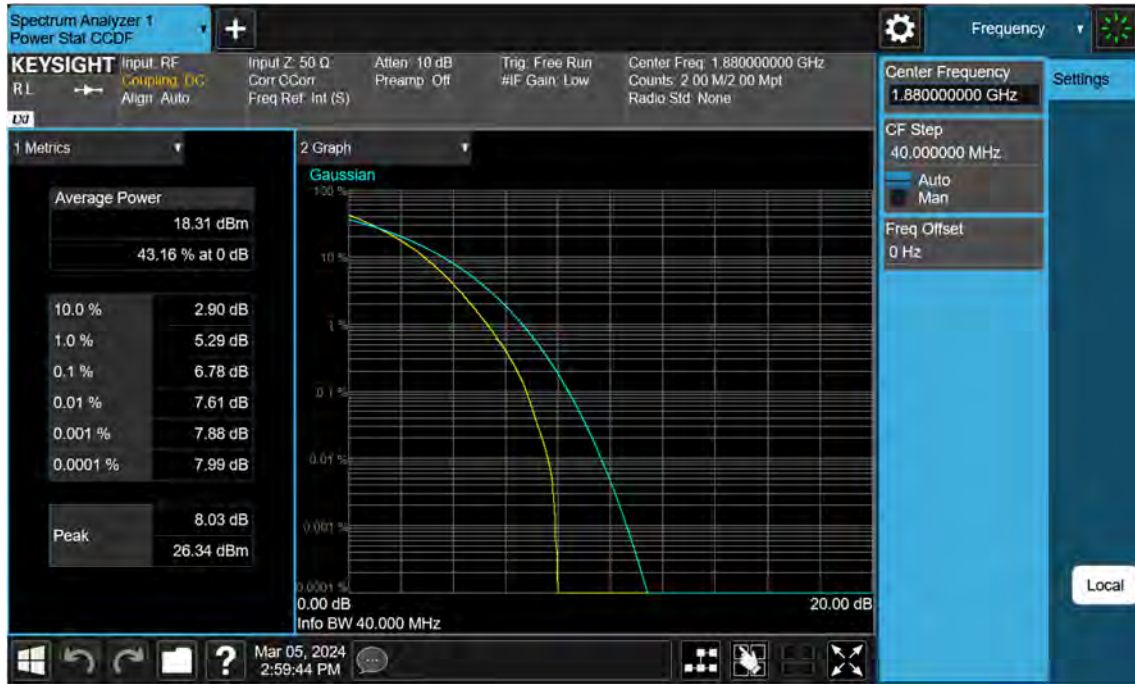 Spectrum Analyzer 1
Power Stat CCDF
+
Frequency
KEYSIGHT
RL
LXI
Input: RF
Coupling: DC
Align: Auto
Input Z: 50 Ω
Corr CCorr
Freq Ref: Int (S)
Atten: 10 dB
Preamp: Off
Trig: Free Run
#IF Gain: Low
Center Freq: 1.880000000 GHz
Counts: 2.00 M/2.00 Mpt
Radio Std: None
Center Frequency
1.880000000 GHz
Settings
CF Step
40.000000 MHz
Auto
Man
Freq Offset
0 Hz
Local
1 Metrics
Average Power
18.31 dBm
43.16 % at 0 dB
10.0 % 2.90 dB
1.0 % 5.29 dB
0.1 % 6.78 dB
0.01 % 7.61 dB
0.001 % 7.88 dB
0.0001 % 7.99 dB
Peak
8.03 dB
26.34 dBm
2 Graph
Gaussian
100 %
10 %
1 %
0.1 %
0.01 %
0.001 %
0.0001 %
0.00 dB 20.00 dB
Info BW 40.000 MHz
?
Mar 05, 2024
2:59:44 PM